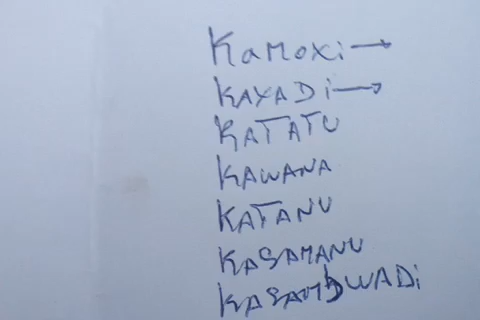 KAMOXi →
KAYADi →
KATATU
KAWANA
KATANU
KASAMANU
KASAMBWADi